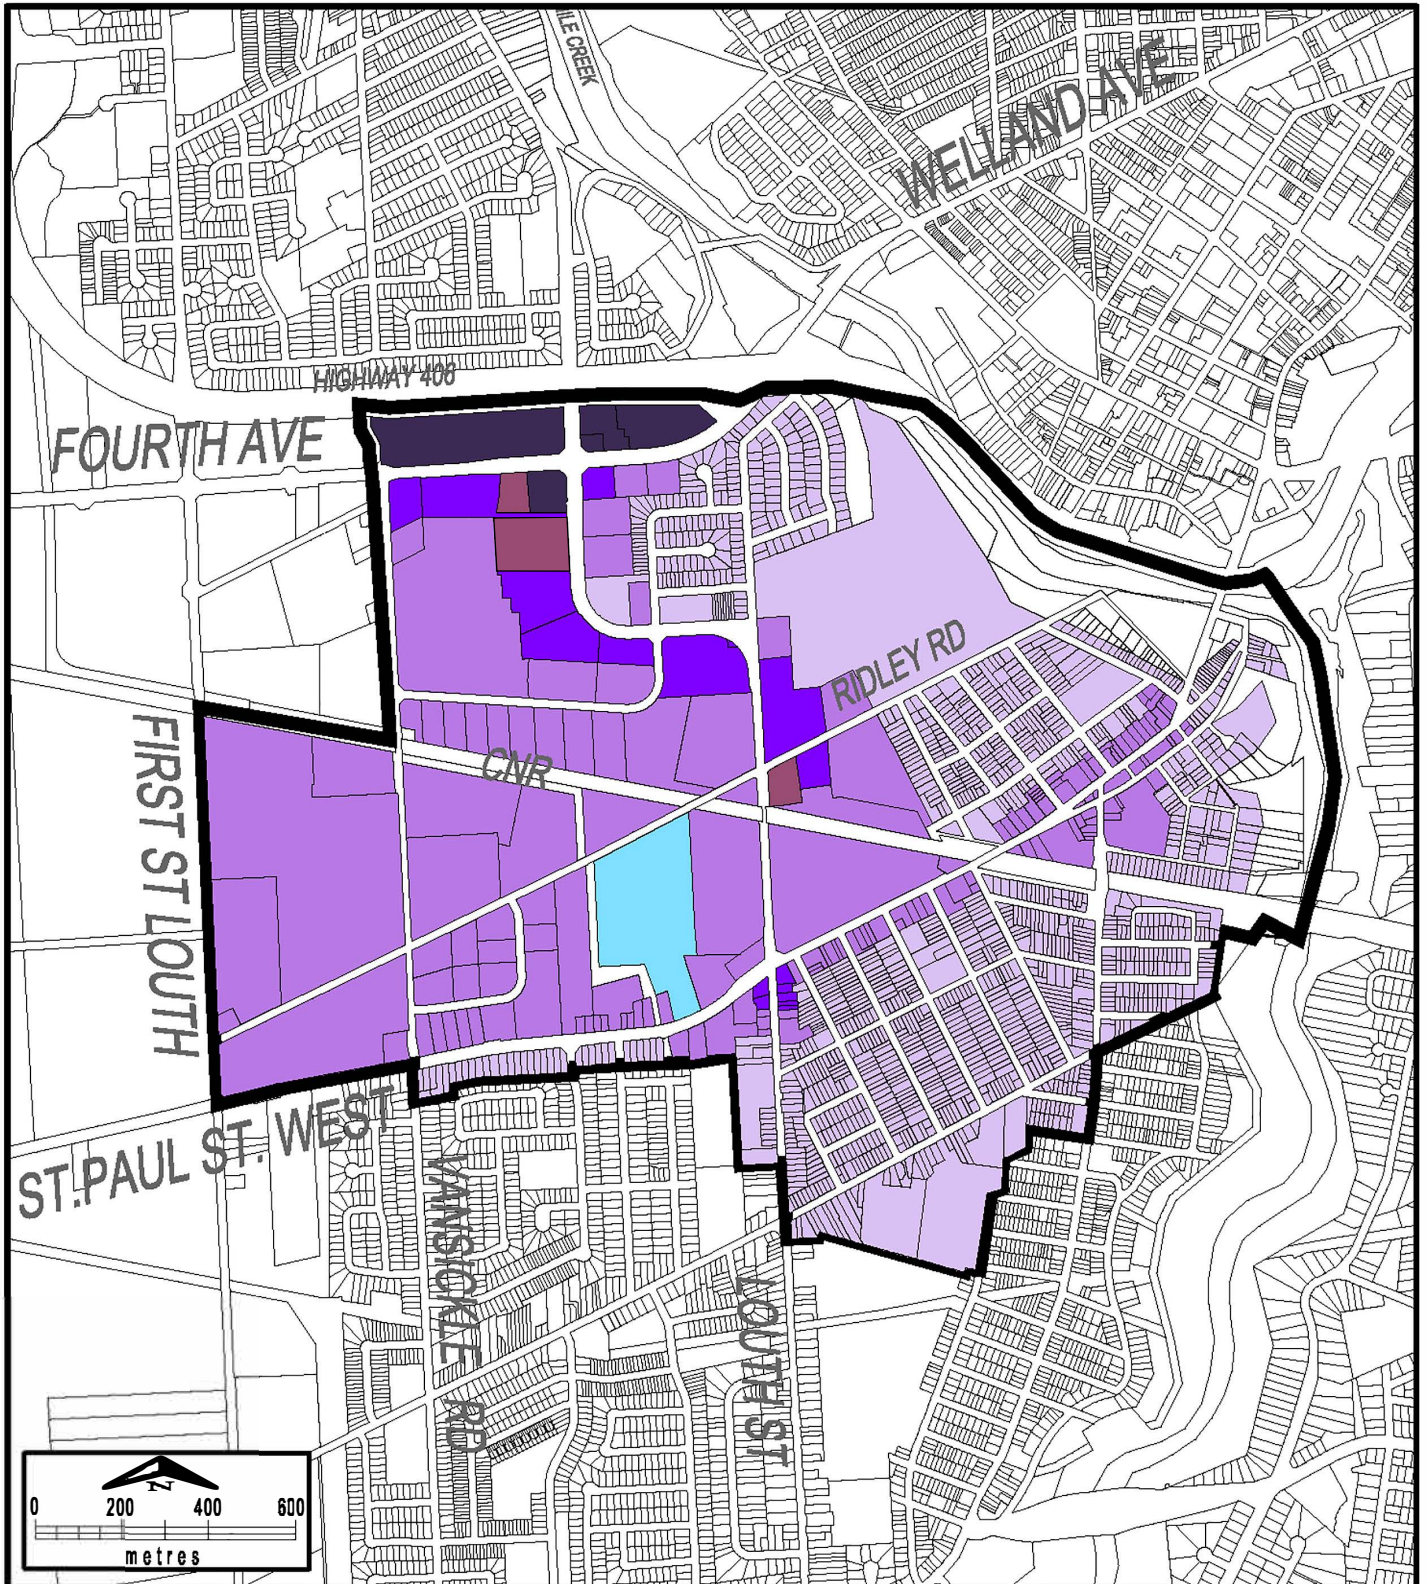 ILE CREEK
WELLAND AVE
HIGHWAY 406
FOURTH AVE
RIDLEY RD
FIRST ST LOUTH
CNR
ST.PAUL ST. WEST
VANSICKLE RD
LOUTH ST
N
0 200 400 600
metres